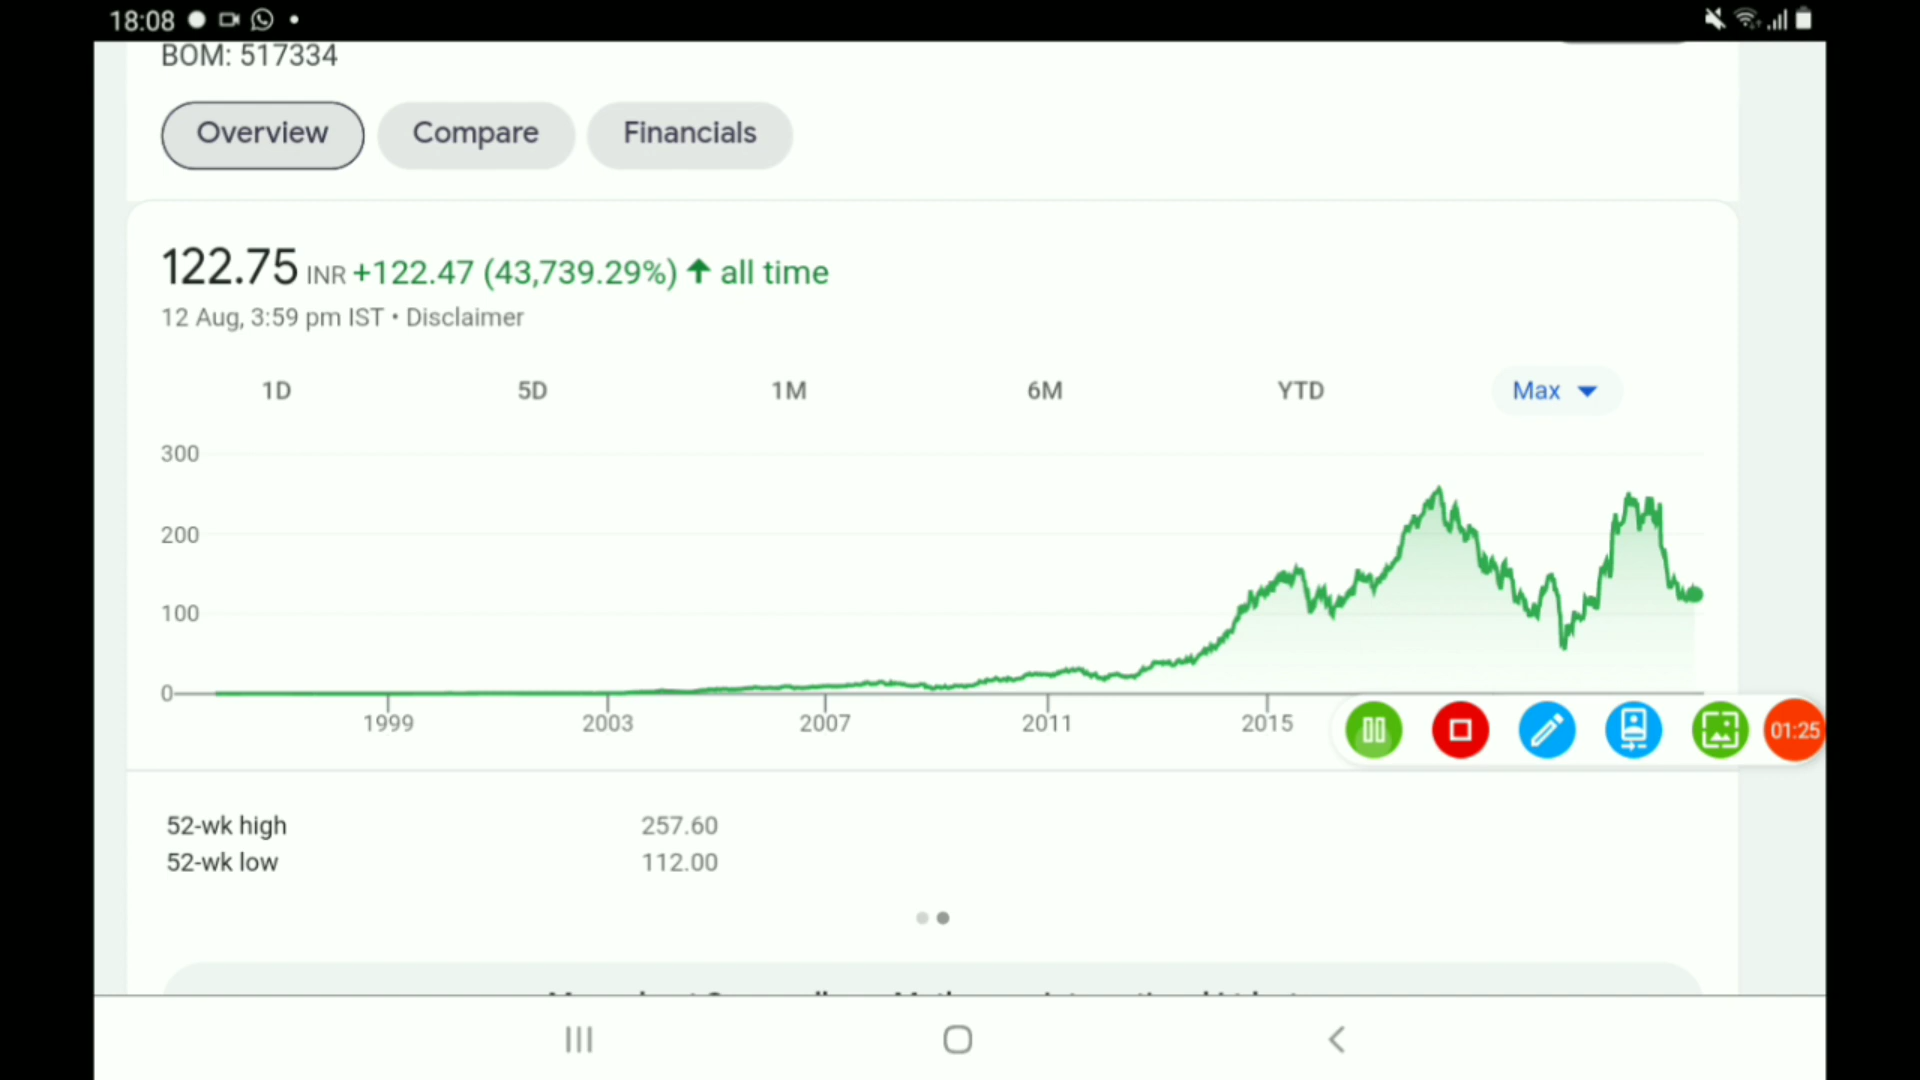 18:08
BOM: 517334
Overview Compare Financials
122.75 INR +122.47 (43,739.29%) all time
12 Aug, 3:59 pm IST • Disclaimer
1D 5D 1M 6M YTD Max
300
200
100
0
1999 2003 2007 2011 2015
01:25
52-wk high 257.60
52-wk low 112.00